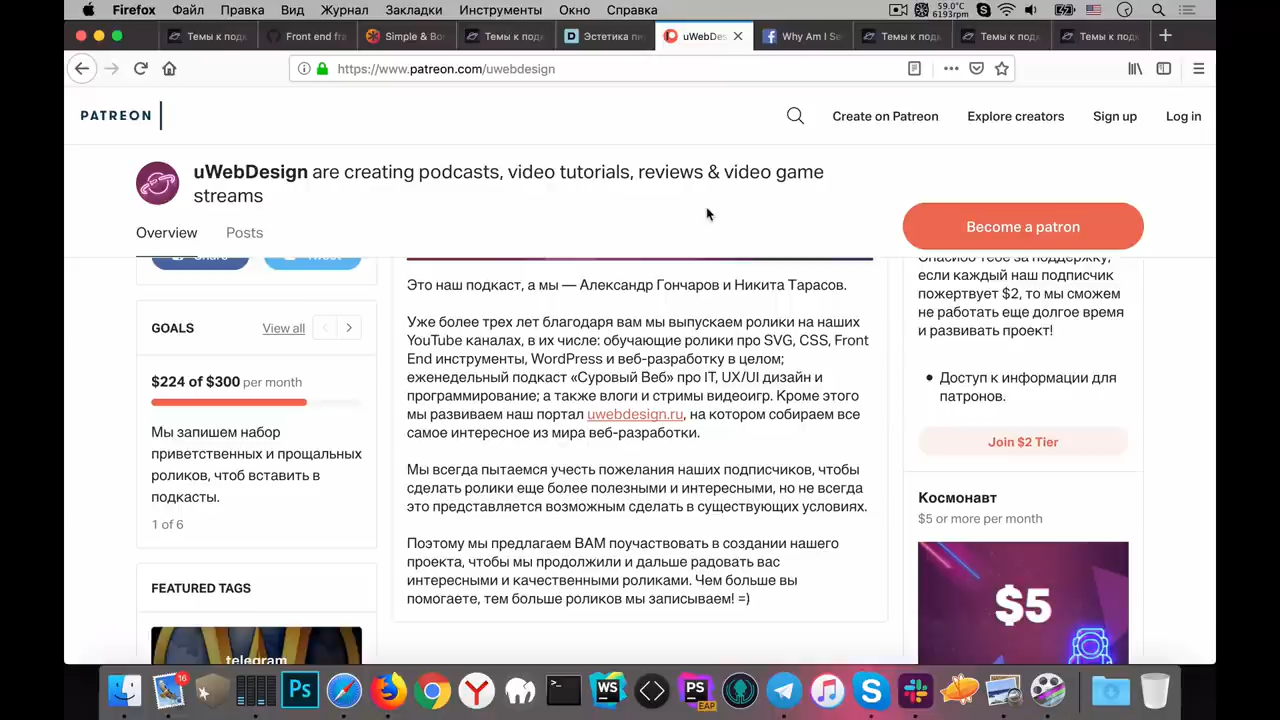 Firefox Файл Правка Вид Журнал Закладки Инструменты Окно Справка
59.0°C
6193rpm
Темы к подк
Front end fra
Simple & Bo
Темы к подк
Эстетика пи
uWebDes
Why Am I Se
Темы к подк
Темы к подк
Темы к подк
https://www.patreon.com/uwebdesign
PATREON
Create on Patreon
Explore creators
Sign up
Log in
uWebDesign are creating podcasts, video tutorials, reviews & video game
streams
Overview
Posts
Become a patron
Share
Tweet
GOALS
View all
$224 of $300 per month
Мы запишем набор
приветственных и прощальных
роликов, чтоб вставить в
подкасты.
1 of 6
FEATURED TAGS
telegram
Это наш подкаст, а мы — Александр Гончаров и Никита Тарасов.
Уже более трех лет благодаря вам мы выпускаем ролики на наших
YouTube каналах, в их числе: обучающие ролики про SVG, CSS, Front
End инструменты, WordPress и веб-разработку в целом;
еженедельный подкаст «Суровый Веб» про IT, UX/UI дизайн и
программирование; а также влоги и стримы видеоигр. Кроме этого
мы развиваем наш портал uwebdesign.ru, на котором собираем все
самое интересное из мира веб-разработки.
Мы всегда пытаемся учесть пожелания наших подписчиков, чтобы
сделать ролики еще более полезными и интересными, но не всегда
это представляется возможным сделать в существующих условиях.
Поэтому мы предлагаем ВАМ поучаствовать в создании нашего
проекта, чтобы мы продолжили и дальше радовать вас
интересными и качественными роликами. Чем больше вы
помогаете, тем больше роликов мы записываем! =)
Спасибо тебе за поддержку,
если каждый наш подписчик
пожертвует $2, то мы сможем
не работать еще долгое время
и развивать проект!
Доступ к информации для
патронов.
Join $2 Tier
Космонавт
$5 or more per month
$5
16
Ps
WS
PS
EAP